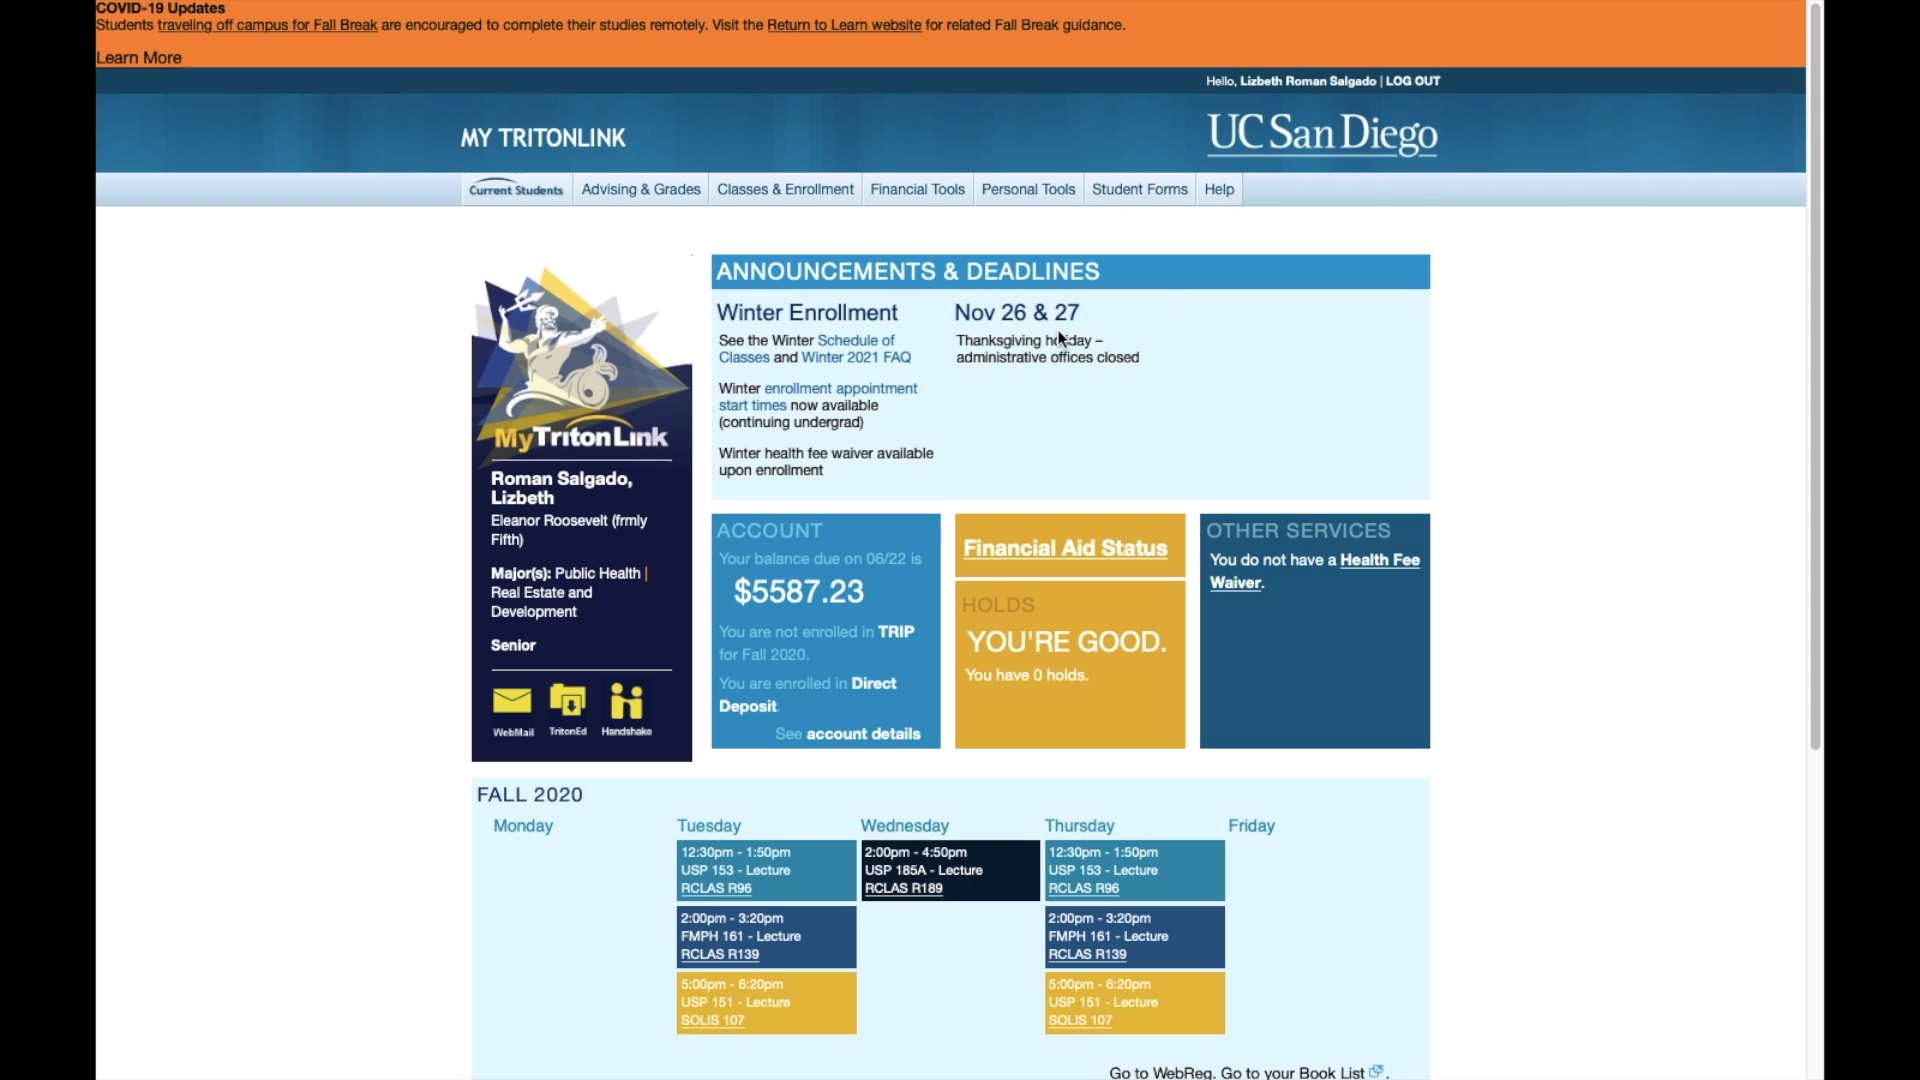 COVID-19 Updates
Students traveling off campus for Fall Break are encouraged to complete their studies remotely. Visit the Return to Learn website for related Fall Break guidance.
Learn More
Hello, Lizbeth Roman Salgado | LOG OUT
MY TRITONLINK
UC San Diego
Current Students
Advising & Grades
Classes & Enrollment
Financial Tools
Personal Tools
Student Forms
Help
MyTritonLink
Roman Salgado,
Lizbeth
Eleanor Roosevelt (frmly
Fifth)
Major(s): Public Health |
Real Estate and
Development
Senior
WebMail
TritonEd
Handshake
ANNOUNCEMENTS & DEADLINES
Winter Enrollment
See the Winter Schedule of
Classes and Winter 2021 FAQ
Winter enrollment appointment
start times now available
(continuing undergrad)
Winter health fee waiver available
upon enrollment
Nov 26 & 27
Thanksgiving holiday –
administrative offices closed
ACCOUNT
Your balance due on 06/22 is
$5587.23
You are not enrolled in TRIP
for Fall 2020.
You are enrolled in Direct
Deposit.
See account details
Financial Aid Status
HOLDS
YOU'RE GOOD.
You have 0 holds.
OTHER SERVICES
You do not have a Health Fee
Waiver.
FALL 2020
Monday
Tuesday
12:30pm - 1:50pm
USP 153 - Lecture
RCLAS R96
2:00pm - 3:20pm
FMPH 161 - Lecture
RCLAS R139
5:00pm - 6:20pm
USP 151 - Lecture
SOLIS 107
Wednesday
2:00pm - 4:50pm
USP 185A - Lecture
RCLAS R189
Thursday
12:30pm - 1:50pm
USP 153 - Lecture
RCLAS R96
2:00pm - 3:20pm
FMPH 161 - Lecture
RCLAS R139
5:00pm - 6:20pm
USP 151 - Lecture
SOLIS 107
Friday
Go to WebReg. Go to your Book List .